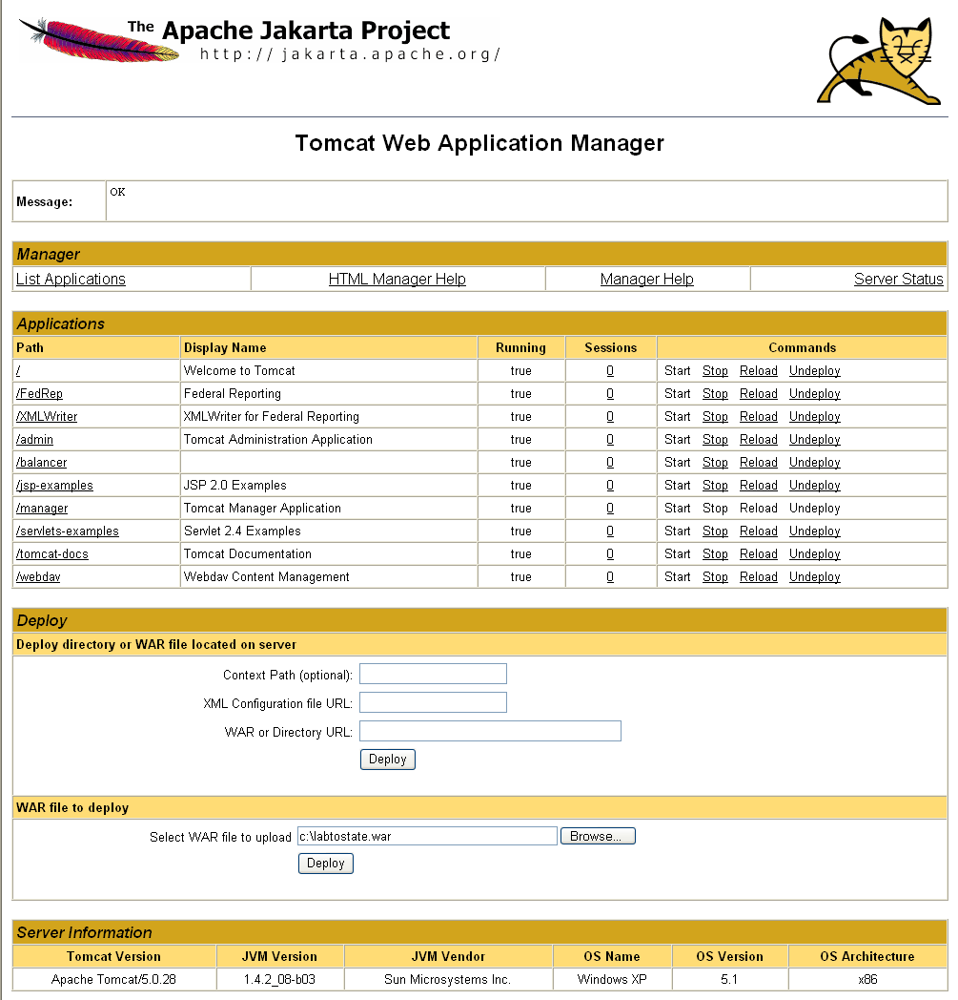 The Apache Jakarta Project
http://jakarta.apache.org/
Tomcat Web Application Manager
Message: OK
Manager
List Applications HTML Manager Help Manager Help Server Status
Applications
Path Display Name Running Sessions Commands
/ Welcome to Tomcat true 0 Start Stop Reload Undeploy
/FedRep Federal Reporting true 0 Start Stop Reload Undeploy
/XMLWriter XMLWriter for Federal Reporting true 0 Start Stop Reload Undeploy
/admin Tomcat Administration Application true 0 Start Stop Reload Undeploy
/balancer true 0 Start Stop Reload Undeploy
/jsp-examples JSP 2.0 Examples true 0 Start Stop Reload Undeploy
/manager Tomcat Manager Application true 0 Start Stop Reload Undeploy
/servlets-examples Servlet 2.4 Examples true 0 Start Stop Reload Undeploy
/tomcat-docs Tomcat Documentation true 0 Start Stop Reload Undeploy
/webdav Webdav Content Management true 0 Start Stop Reload Undeploy
Deploy
Deploy directory or WAR file located on server
Context Path (optional):
XML Configuration file URL:
WAR or Directory URL:
Deploy
WAR file to deploy
Select WAR file to upload c:\labtostate.war Browse...
Deploy
Server Information
Tomcat Version JVM Version JVM Vendor OS Name OS Version OS Architecture
Apache Tomcat/5.0.28 1.4.2_08-b03 Sun Microsystems Inc. Windows XP 5.1 x86